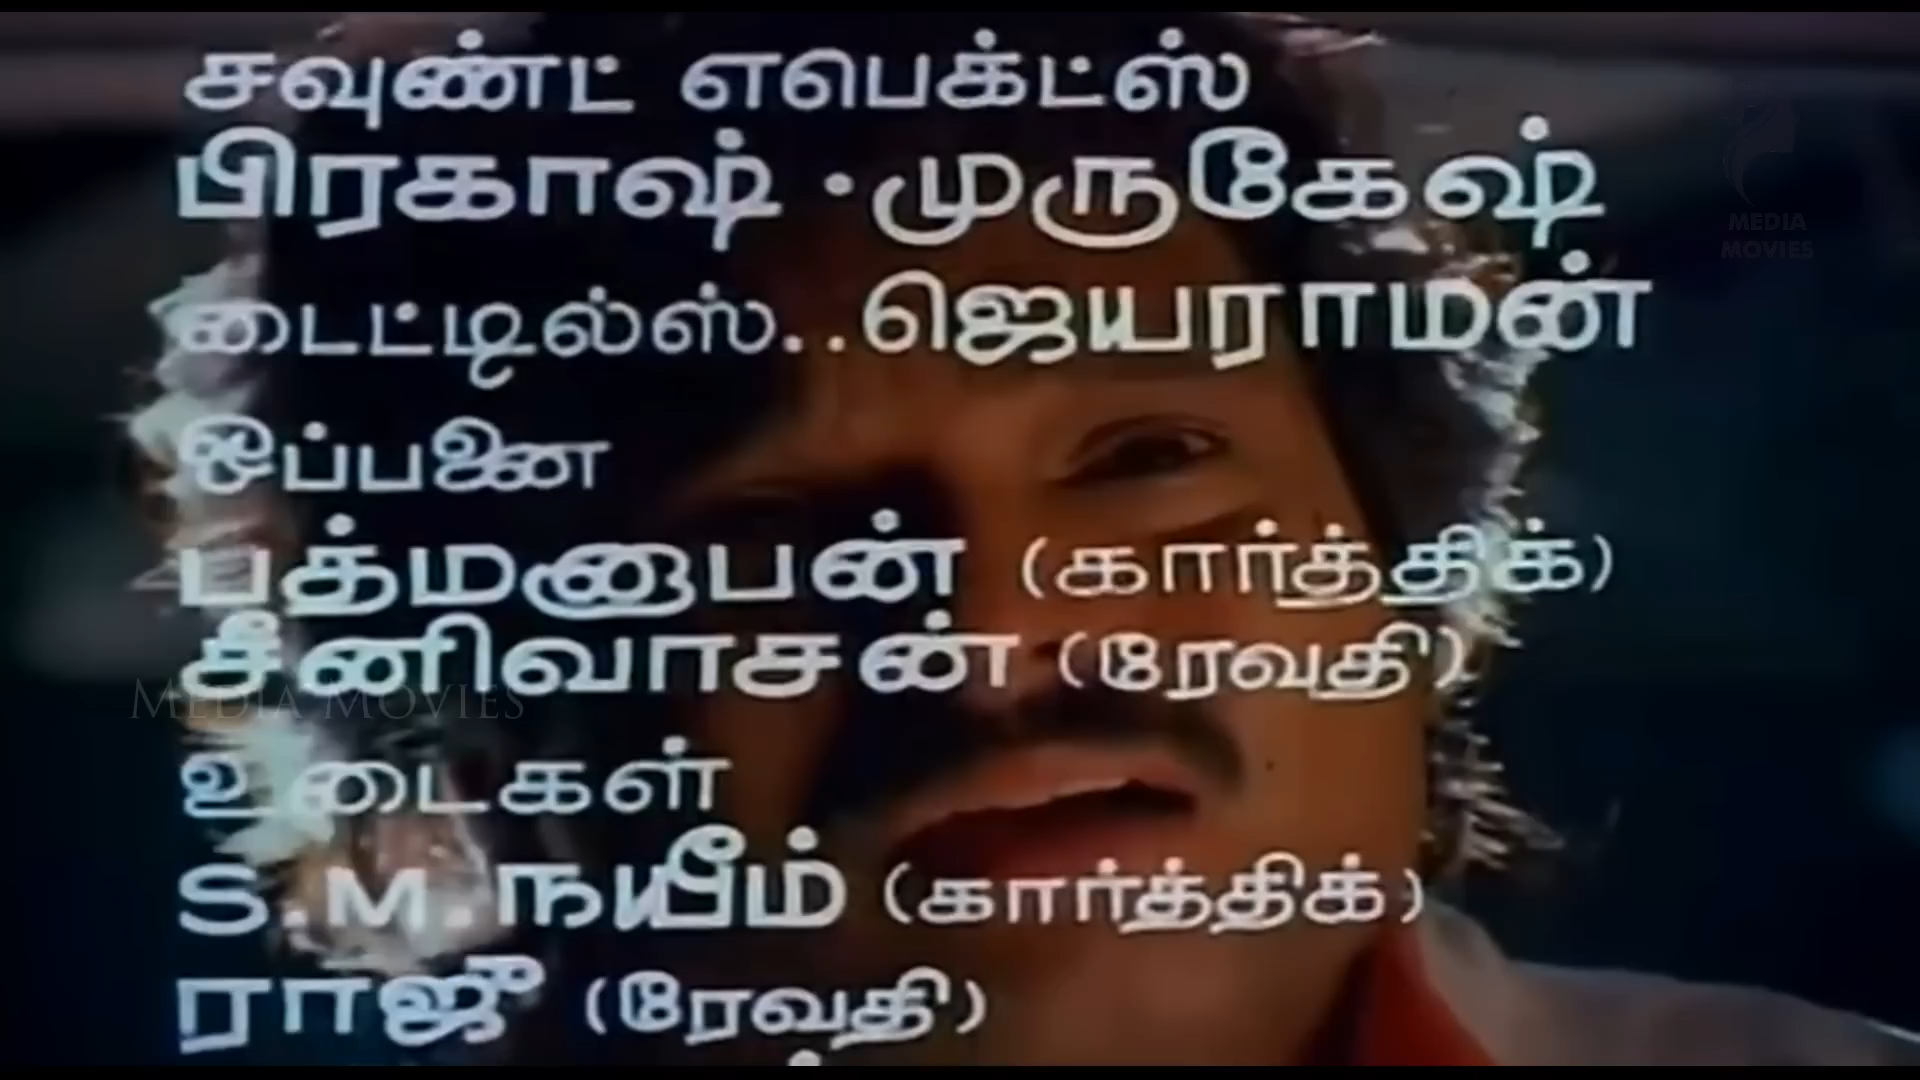 சவுண்ட் எபெக்ட்ஸ்
பிரகாஷ் · முருகேஷ்
டைட்டில்ஸ்..ஜெயராமன்
ஒப்பனை
பத்மனாபன் (கார்த்திக்)
சீனிவாசன் (ரேவதி)
உடைகள்
S.M.நயீம் (கார்த்திக்)
ராஜீ (ரேவதி)
MEDIA
MOVIES
MEDIA MOVIES